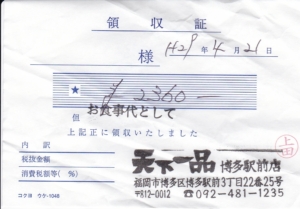 領収証
様 H29年4月21日
★ ¥2360―
但 お食事代として
上記正に領収いたしました
内訳
税抜金額
消費税額等(%)
上田
天下一品 博多駅前店
福岡市博多区博多駅前3丁目22番25号
〒812-0012 ☎092-481-1235
コクヨ ウケ-1048